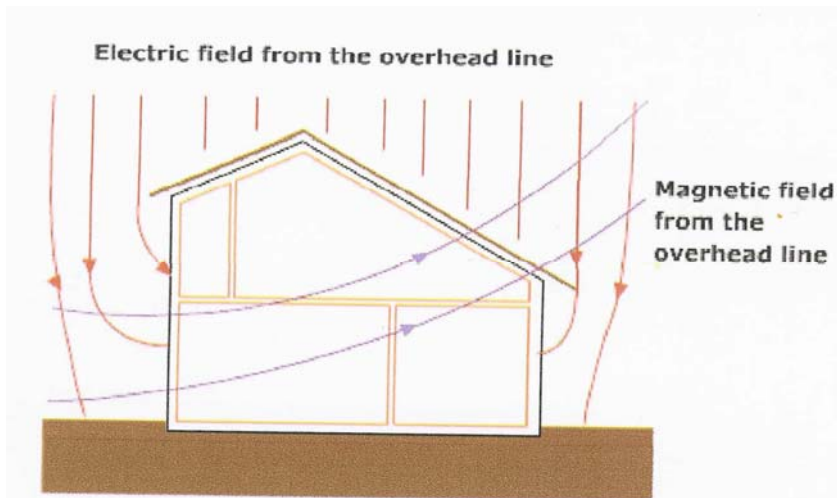 Electric field from the overhead line
Magnetic field
from the
overhead line